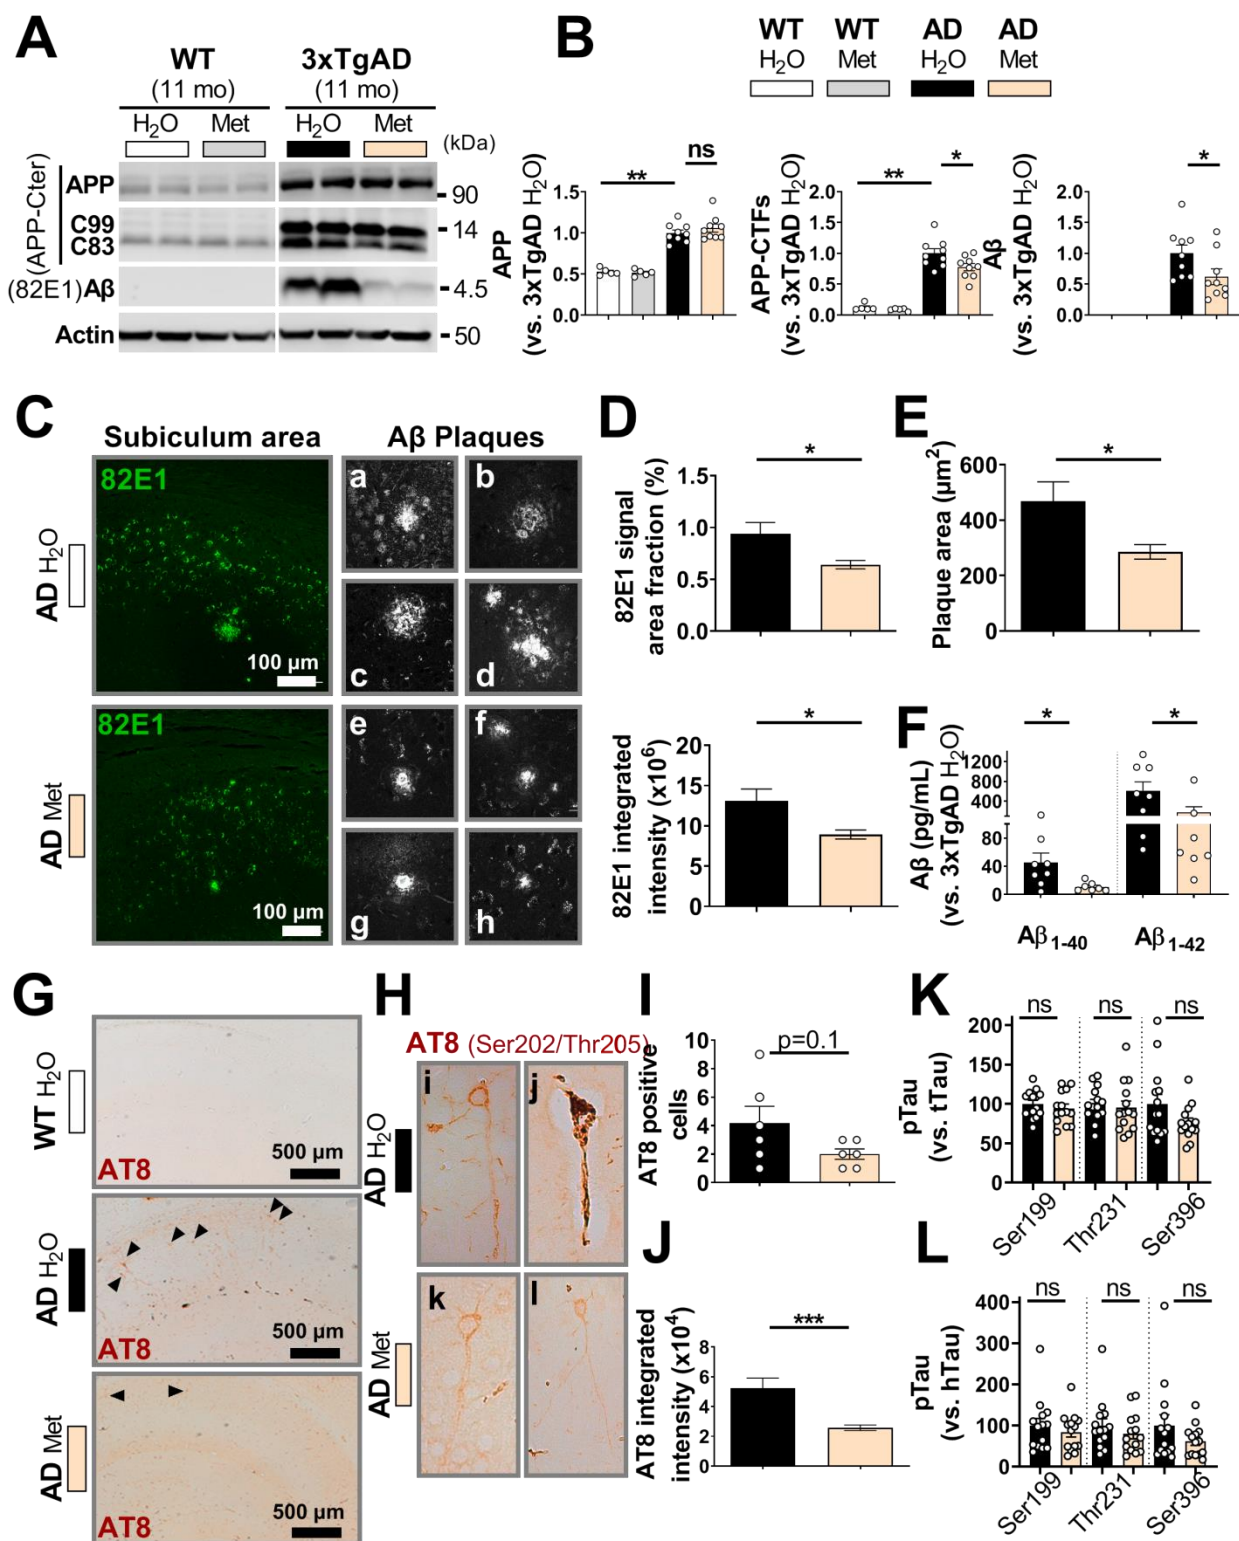 A
WT
(11 mo)
3xTgAD
(11 mo)
H₂O
Met
H₂O
Met
(kDa)
(APP-Cter)
APP
90
C99
14
C83
(82E1)Aβ
4.5
Actin
50
B
WT
H₂O
WT
Met
AD
H₂O
AD
Met
APP
(vs. 3xTgAD H₂O)
1.5
1.0
0.5
0.0
**
ns
APP-CTFs
(vs. 3xTgAD H₂O)
2.0
1.5
1.0
0.5
0.0
**
*
Aβ
(vs. 3xTgAD H₂O)
2.0
1.5
1.0
0.5
0.0
*
C
Subiculum area
Aβ Plaques
AD H₂O
82E1
100 µm
a
b
c
d
AD Met
82E1
100 µm
e
f
g
h
D
82E1 signal
area fraction (%)
1.5
1.0
0.5
0.0
*
82E1 integrated
intensity (x10⁶)
20
15
10
5
0
*
E
Plaque area (µm²)
600
400
200
0
*
F
Aβ (pg/mL)
(vs. 3xTgAD H₂O)
1200
800
400
80
40
0
*
*
Aβ₁₋₄₀
Aβ₁₋₄₂
G
WT H₂O
AT8
500 µm
AD H₂O
AT8
500 µm
AD Met
AT8
500 µm
H
AT8 (Ser202/Thr205)
AD H₂O
i
j
AD Met
k
l
I
AT8 positive
cells
10
8
6
4
2
0
p=0.1
J
AT8 integrated
intensity (x10⁴)
8
6
4
2
0
***
K
pTau
(vs. tTau)
200
150
100
50
0
ns
ns
ns
Ser199
Thr231
Ser396
L
pTau
(vs. hTau)
400
300
200
100
0
ns
ns
ns
Ser199
Thr231
Ser396